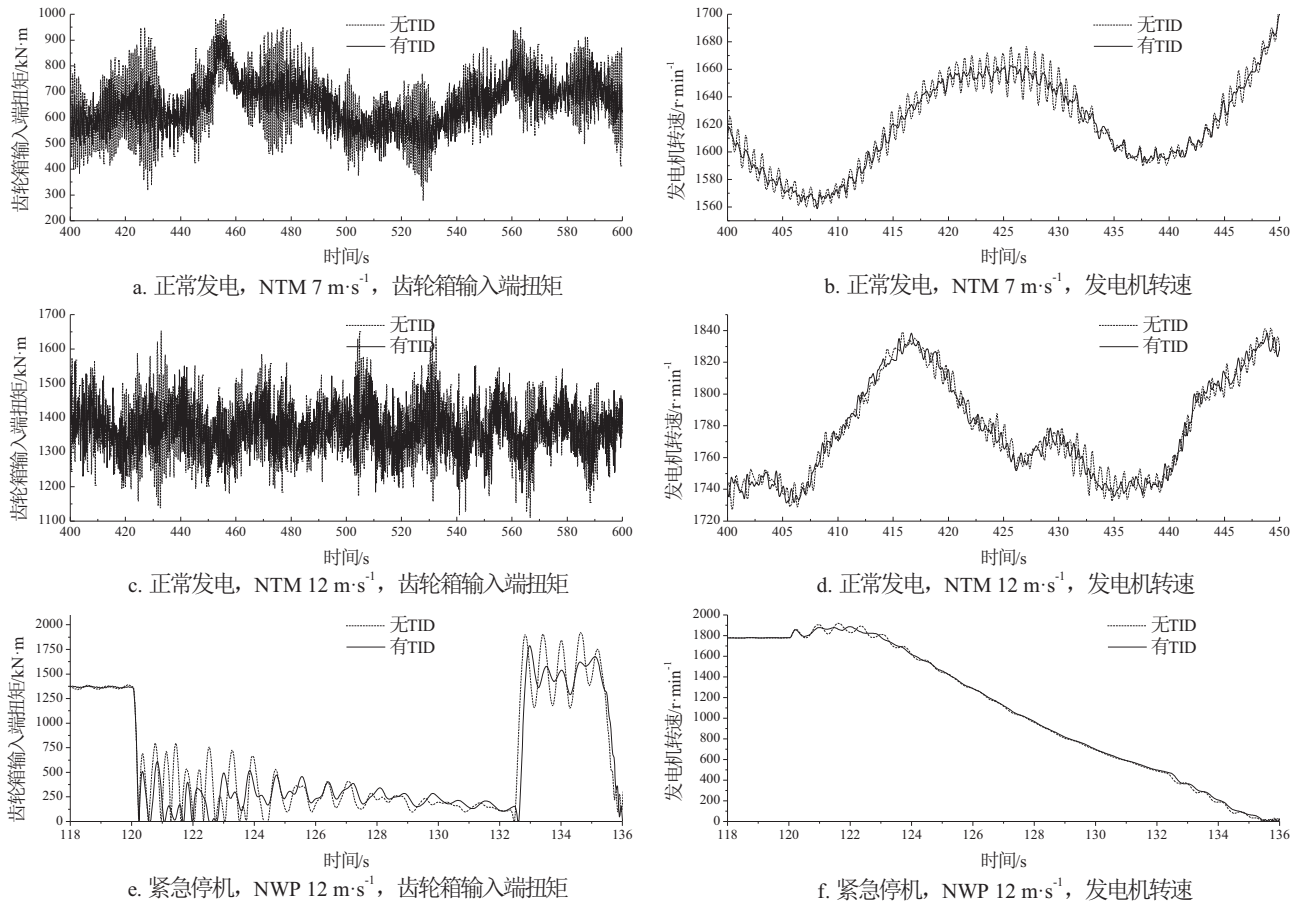 齿轮箱输入端扭矩/kN·m
1000
900
800
700
600
500
400
300
200
无TID
有TID
400 420 440 460 480 500 520 540 560 580 600
时间/s
a. 正常发电，NTM 7 m·s⁻¹，齿轮箱输入端扭矩
发电机转速/r·min⁻¹
1700
1680
1660
1640
1620
1600
1580
1560
无TID
有TID
400 405 410 415 420 425 430 435 440 445 450
时间/s
b. 正常发电，NTM 7 m·s⁻¹，发电机转速
齿轮箱输入端扭矩/kN·m
1700
1600
1500
1400
1300
1200
1100
无TID
有TID
400 420 440 460 480 500 520 540 560 580 600
时间/s
c. 正常发电，NTM 12 m·s⁻¹，齿轮箱输入端扭矩
发电机转速/r·min⁻¹
1840
1820
1800
1780
1760
1740
1720
无TID
有TID
400 405 410 415 420 425 430 435 440 445 450
时间/s
d. 正常发电，NTM 12 m·s⁻¹，发电机转速
齿轮箱输入端扭矩/kN·m
2000
1750
1500
1250
1000
750
500
250
0
无TID
有TID
118 120 122 124 126 128 130 132 134 136
时间/s
e. 紧急停机，NWP 12 m·s⁻¹，齿轮箱输入端扭矩
发电机转速/r·min⁻¹
2000
1800
1600
1400
1200
1000
800
600
400
200
0
无TID
有TID
118 120 122 124 126 128 130 132 134 136
时间/s
f. 紧急停机，NWP 12 m·s⁻¹，发电机转速